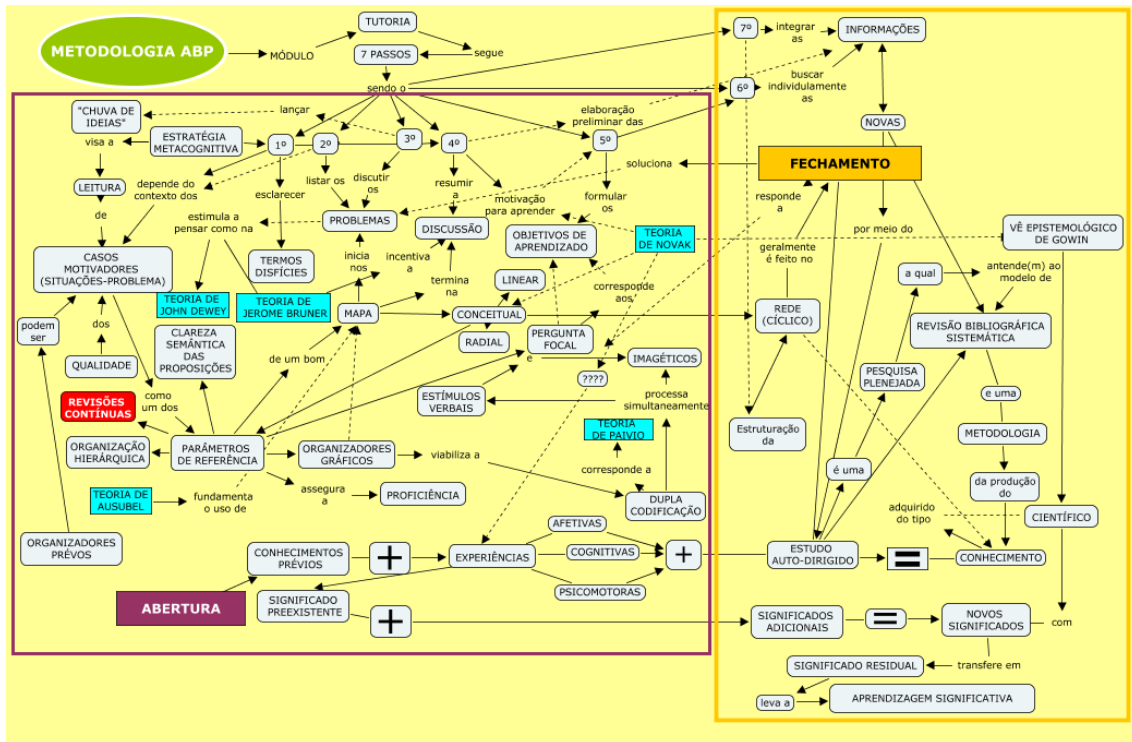 METODOLOGIA ABP
MÓDULO
TUTORIA
segue
7 PASSOS
sendo o
7º
integrar
as
INFORMAÇÕES
6º
buscar
individulamente
as
NOVAS
"CHUVA DE
IDEIAS"
lançar
elaboração
preliminar das
ESTRATÉGIA
METACOGNITIVA
visa a
1º
2º
3º
4º
5º
FECHAMENTO
soluciona
LEITURA
depende do
contexto dos
esclarecer
listar os
discutir
os
resumir
a
motivação
para aprender
formular
os
responde
a
de
estimula a
pensar como na
PROBLEMAS
DISCUSSÃO
OBJETIVOS DE
APRENDIZADO
TEORIA
DE NOVAK
por meio do
VÊ EPISTEMOLÓGICO
DE GOWIN
CASOS
MOTIVADORES
(SITUAÇÕES-PROBLEMA)
TERMOS
DISFÍCIES
inicia
nos
incentiva
a
termina
na
LINEAR
corresponde
aos
geralmente
é feito no
a qual
antende(m) ao
modelo de
TEORIA DE
JOHN DEWEY
TEORIA DE
JEROME BRUNER
MAPA
CONCEITUAL
REDE
(CÍCLICO)
REVISÃO BIBLIOGRÁFICA
SISTEMÁTICA
podem
ser
dos
CLAREZA
SEMÂNTICA
DAS
PROPOSIÇÕES
RADIAL
PERGUNTA
FOCAL
e
IMAGÉTICOS
QUALIDADE
de um bom
????
PESQUISA
PLENEJADA
e uma
REVISÕES
CONTÍNUAS
como
um dos
ESTÍMULOS
VERBAIS
processa
simultaneamente
Estruturação
da
METODOLOGIA
TEORIA
DE PAIVIO
ORGANIZAÇÃO
HIERÁRQUICA
PARÂMETROS
DE REFERÊNCIA
ORGANIZADORES
GRÁFICOS
viabiliza a
corresponde a
é uma
da produção
do
TEORIA DE
AUSUBEL
fundamenta
o uso de
assegura
a
PROFICIÊNCIA
DUPLA
CODIFICAÇÃO
adquirido
do tipo
CIENTÍFICO
ORGANIZADORES
PRÉVOS
CONHECIMENTOS
PRÉVIOS
+
EXPERIÊNCIAS
AFETIVAS
COGNITIVAS
PSICOMOTORAS
+
ESTUDO
AUTO-DIRIGIDO
=
CONHECIMENTO
ABERTURA
SIGNIFICADO
PREEXISTENTE
+
SIGNIFICADOS
ADICIONAIS
=
NOVOS
SIGNIFICADOS
com
SIGNIFICADO RESIDUAL
transfere em
leva a
APRENDIZAGEM SIGNIFICATIVA